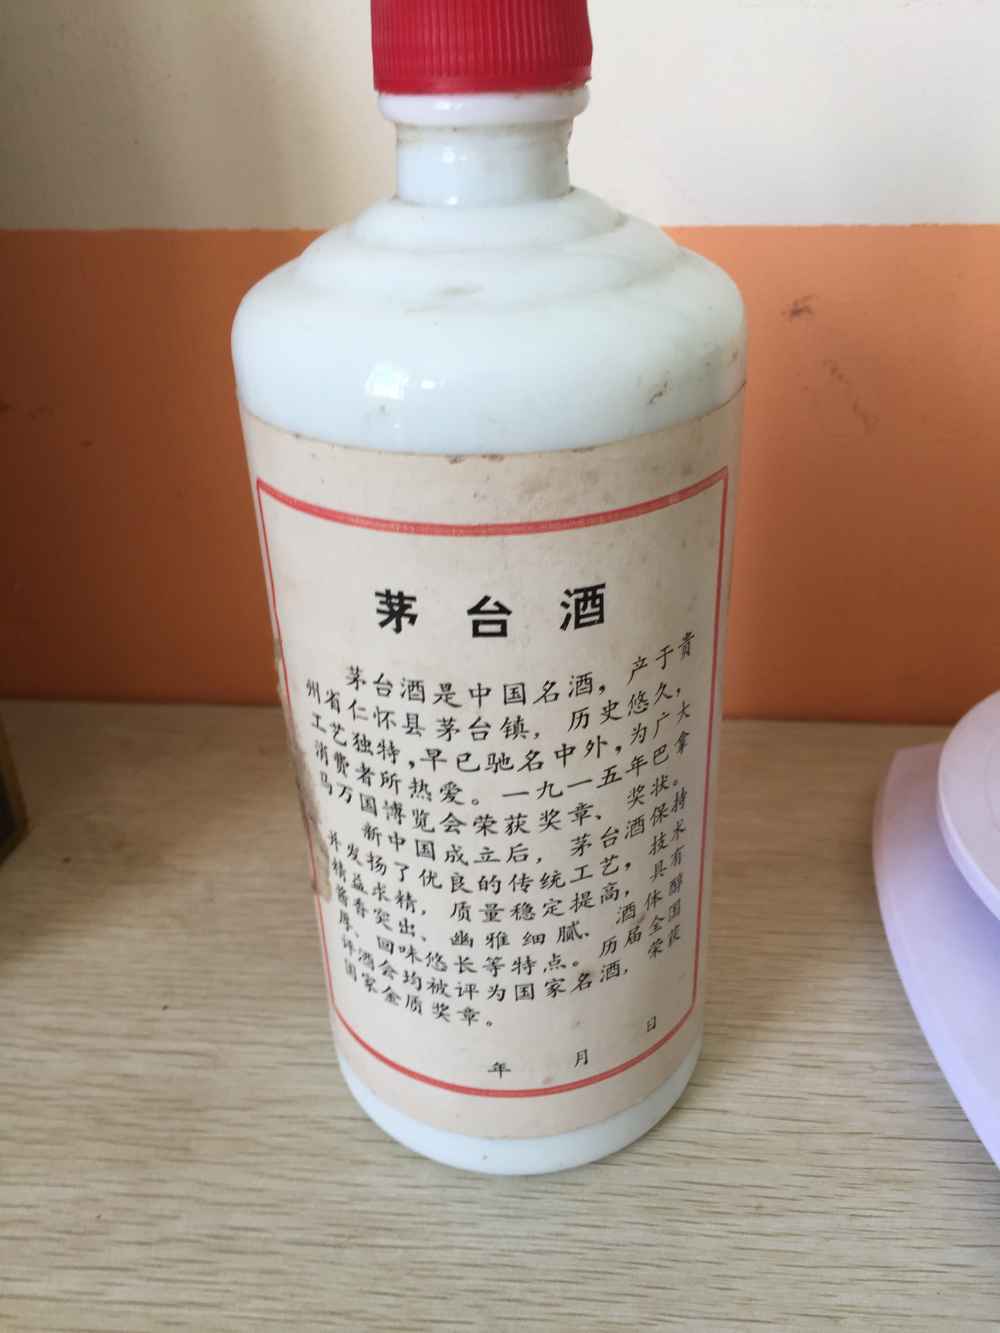 茅台酒
茅台酒是中国名酒，产于贵
州省仁怀县茅台镇，历史悠久，
工艺独特，早已驰名中外，为广大
消费者所热爱。一九一五年巴拿
马万国博览会荣获奖章、奖状。
新中国成立后，茅台酒保持
并发扬了优良的传统工艺，技术
精益求精，质量稳定提高，具有
酱香突出、幽雅细腻、酒体醇
厚、回味悠长等特点。历届全国
评酒会均被评为国家名酒，荣获
国家金质奖章。
年 月 日